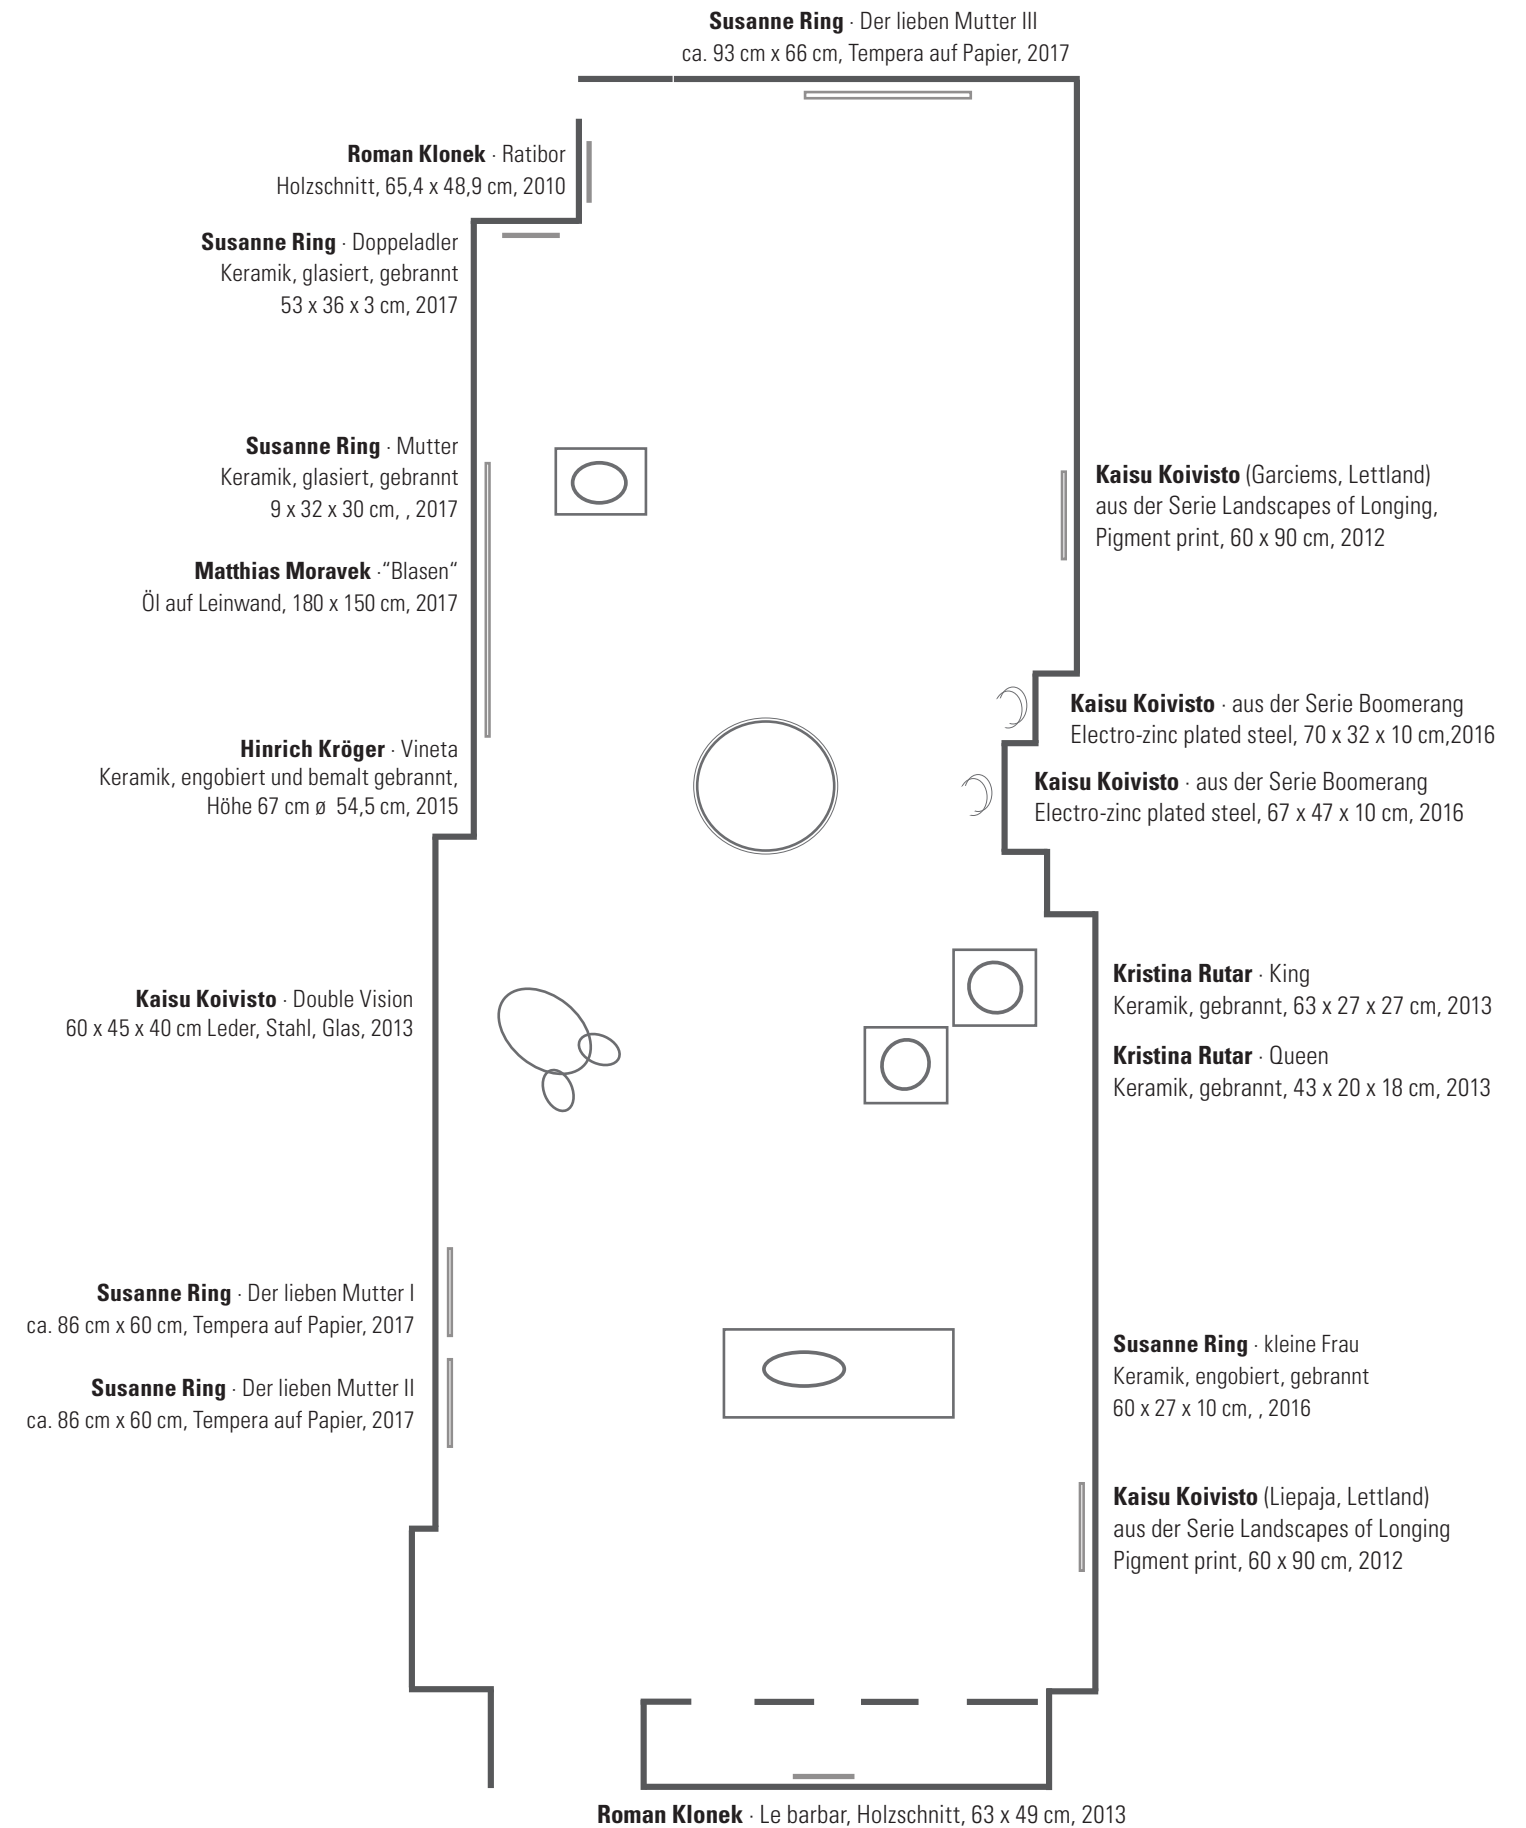 Susanne Ring · Der lieben Mutter III
ca. 93 cm x 66 cm, Tempera auf Papier, 2017
Roman Klonek · Ratibor
Holzschnitt, 65,4 x 48,9 cm, 2010
Susanne Ring · Doppeladler
Keramik, glasiert, gebrannt
53 x 36 x 3 cm, 2017
Susanne Ring · Mutter
Keramik, glasiert, gebrannt
9 x 32 x 30 cm, , 2017
Matthias Moravek ·“Blasen“
Öl auf Leinwand, 180 x 150 cm, 2017
Hinrich Kröger · Vineta
Keramik, engobiert und bemalt gebrannt,
Höhe 67 cm ø  54,5 cm, 2015
Kaisu Koivisto · Double Vision
60 x 45 x 40 cm Leder, Stahl, Glas, 2013
Susanne Ring · Der lieben Mutter I
ca. 86 cm x 60 cm, Tempera auf Papier, 2017
Susanne Ring · Der lieben Mutter II
ca. 86 cm x 60 cm, Tempera auf Papier, 2017
Kaisu Koivisto (Garciems, Lettland)
aus der Serie Landscapes of Longing,
Pigment print, 60 x 90 cm, 2012
Kaisu Koivisto · aus der Serie Boomerang
Electro-zinc plated steel, 70 x 32 x 10 cm,2016
Kaisu Koivisto · aus der Serie Boomerang
Electro-zinc plated steel, 67 x 47 x 10 cm, 2016
Kristina Rutar · King
Keramik, gebrannt, 63 x 27 x 27 cm, 2013
Kristina Rutar · Queen
Keramik, gebrannt, 43 x 20 x 18 cm, 2013
Susanne Ring · kleine Frau
Keramik, engobiert, gebrannt
60 x 27 x 10 cm, , 2016
Kaisu Koivisto (Liepaja, Lettland)
aus der Serie Landscapes of Longing
Pigment print, 60 x 90 cm, 2012
Roman Klonek · Le barbar, Holzschnitt, 63 x 49 cm, 2013